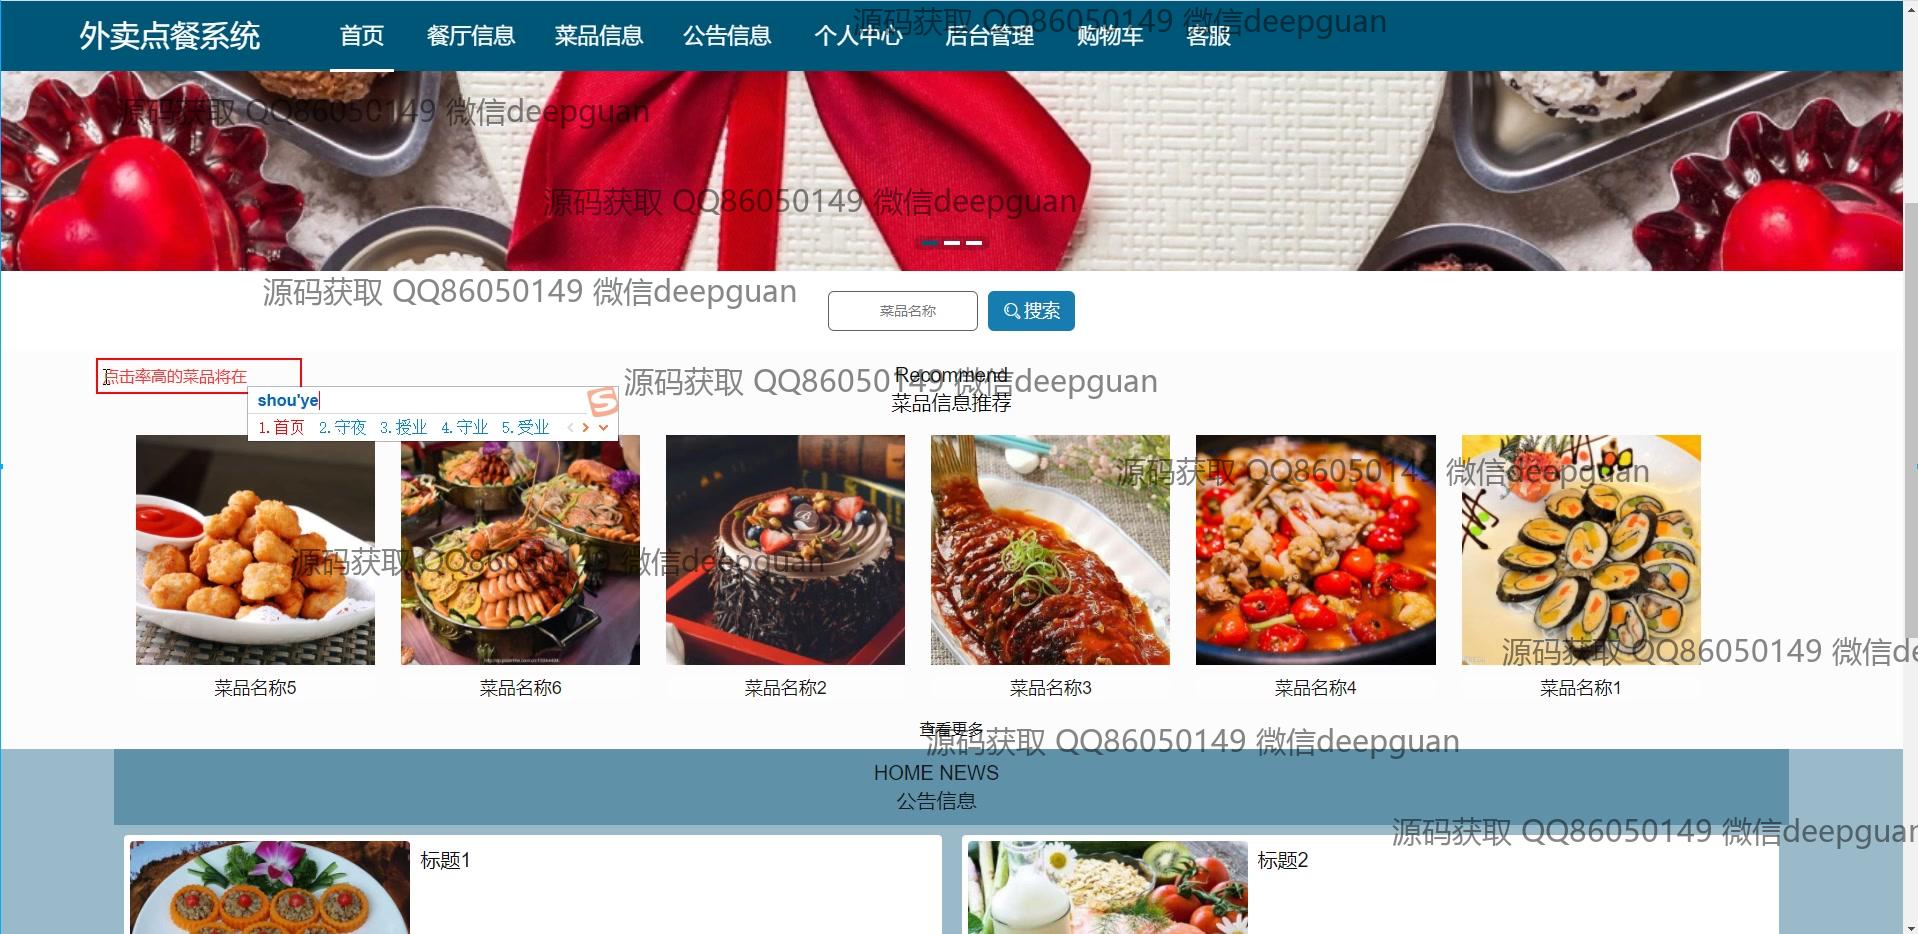 外卖点餐系统 首页 餐厅信息 菜品信息 公告信息 个人中心 后台管理 购物车 客服
源码获取 QQ86050149 微信deepguan
源码获取 QQ86050149 微信deepguan
源码获取 QQ86050149 微信deepguan
源码获取 QQ86050149 微信deepguan
菜品名称 搜索
点击率高的菜品将在
Recommend
源码获取 QQ86050149 微信deepguan
shou'ye
菜品信息推荐
1.首页 2.守夜 3.授业 4.守业 5.受业
源码获取 QQ86050149 微信deepguan
源码获取 QQ86050149 微信deepguan
源码获取 QQ86050149 微信de
菜品名称5 菜品名称6 菜品名称2 菜品名称3 菜品名称4 菜品名称1
查看更多
源码获取 QQ86050149 微信deepguan
HOME NEWS
公告信息
源码获取 QQ86050149 微信deepguan
标题1 标题2